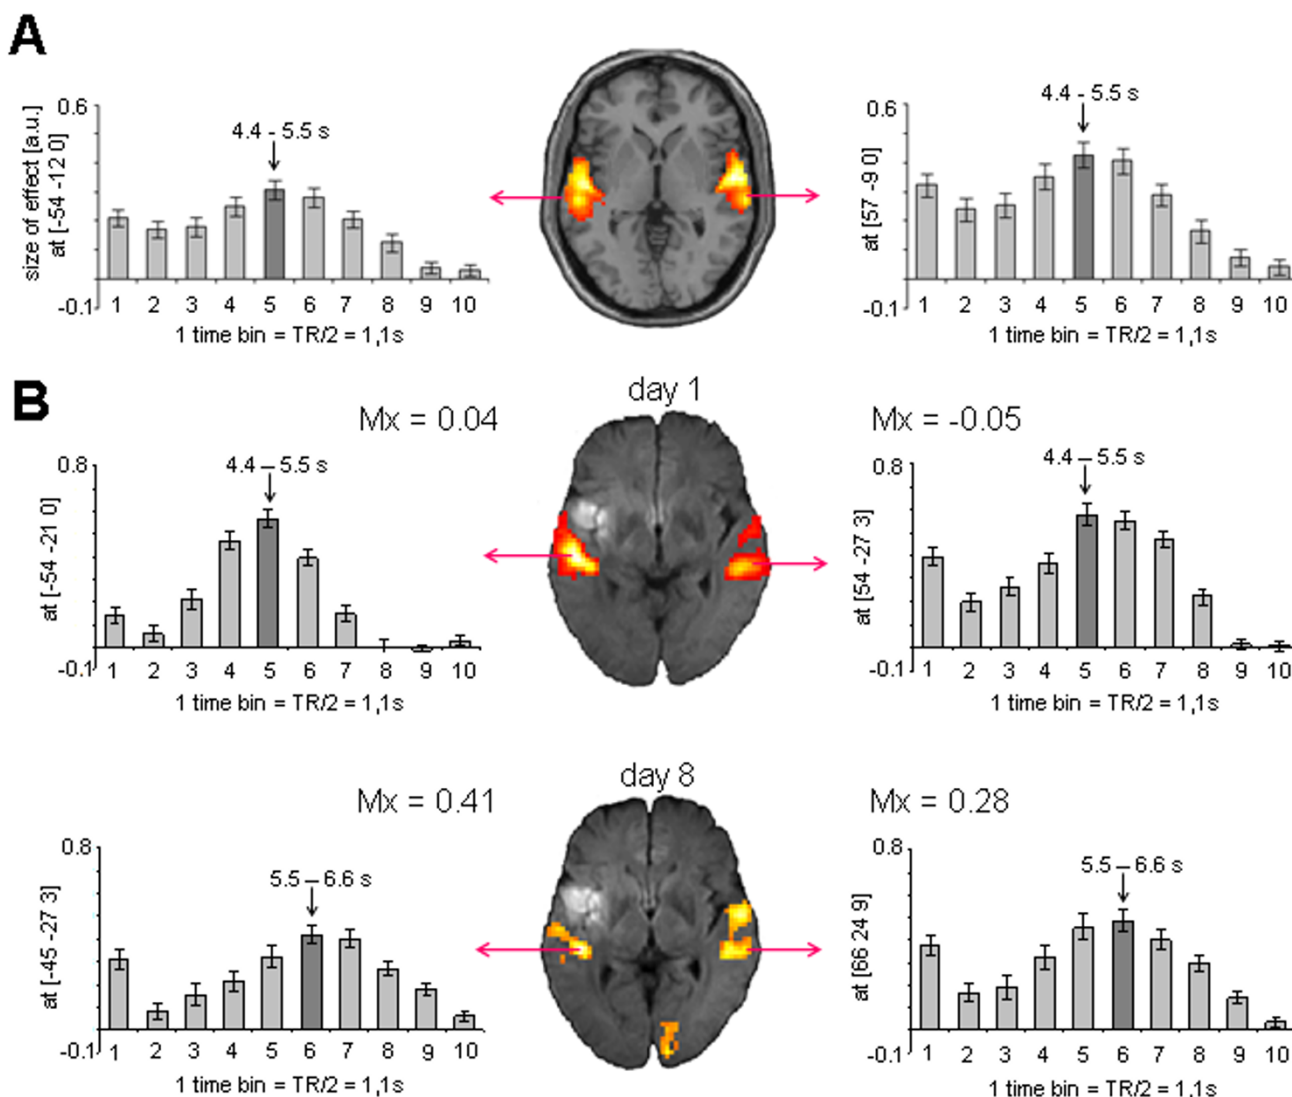 A
0.6
4.4 - 5.5 s
size of effect [a.u.]
at [-54 -12 0]
-0.1
1 2 3 4 5 6 7 8 9 10
1 time bin = TR/2 = 1,1s
0.6
4.4 - 5.5 s
at [57 -9 0]
-0.1
1 2 3 4 5 6 7 8 9 10
1 time bin = TR/2 = 1,1s
B
day 1
Mx = 0.04
0.8
4.4 – 5.5 s
at [-54 -21 0]
-0.1
1 2 3 4 5 6 7 8 9 10
1 time bin = TR/2 = 1,1s
Mx = -0.05
0.8
4.4 – 5.5 s
at [54 -27 3]
-0.1
1 2 3 4 5 6 7 8 9 10
1 time bin = TR/2 = 1,1s
day 8
Mx = 0.41
0.8
5.5 – 6.6 s
at [-45 -27 3]
-0.1
1 2 3 4 5 6 7 8 9 10
1 time bin = TR/2 = 1,1s
Mx = 0.28
0.8
5.5 – 6.6 s
at [66 24 9]
-0.1
1 2 3 4 5 6 7 8 9 10
1 time bin = TR/2 = 1,1s